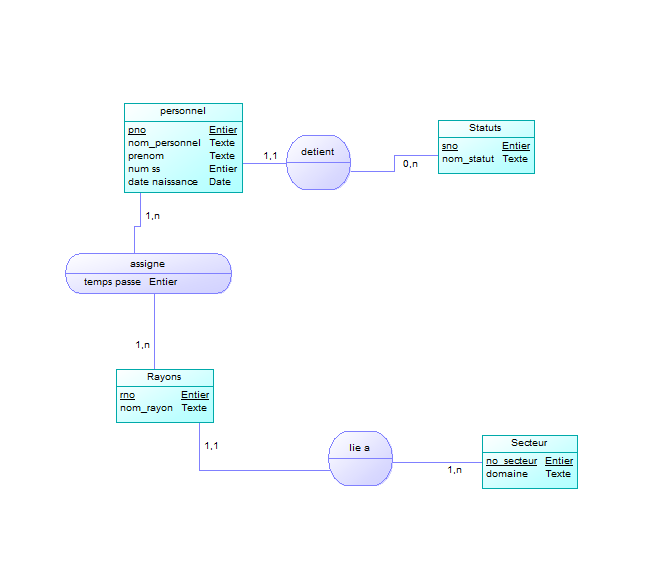 personnel
pno Entier
nom_personnel Texte
prenom Texte
num ss Entier
date naissance Date
1,1
detient
0,n
Statuts
sno Entier
nom_statut Texte
1,n
assigne
temps passe Entier
1,n
Rayons
rno Entier
nom_rayon Texte
1,1
lie a
1,n
Secteur
no_secteur Entier
domaine Texte